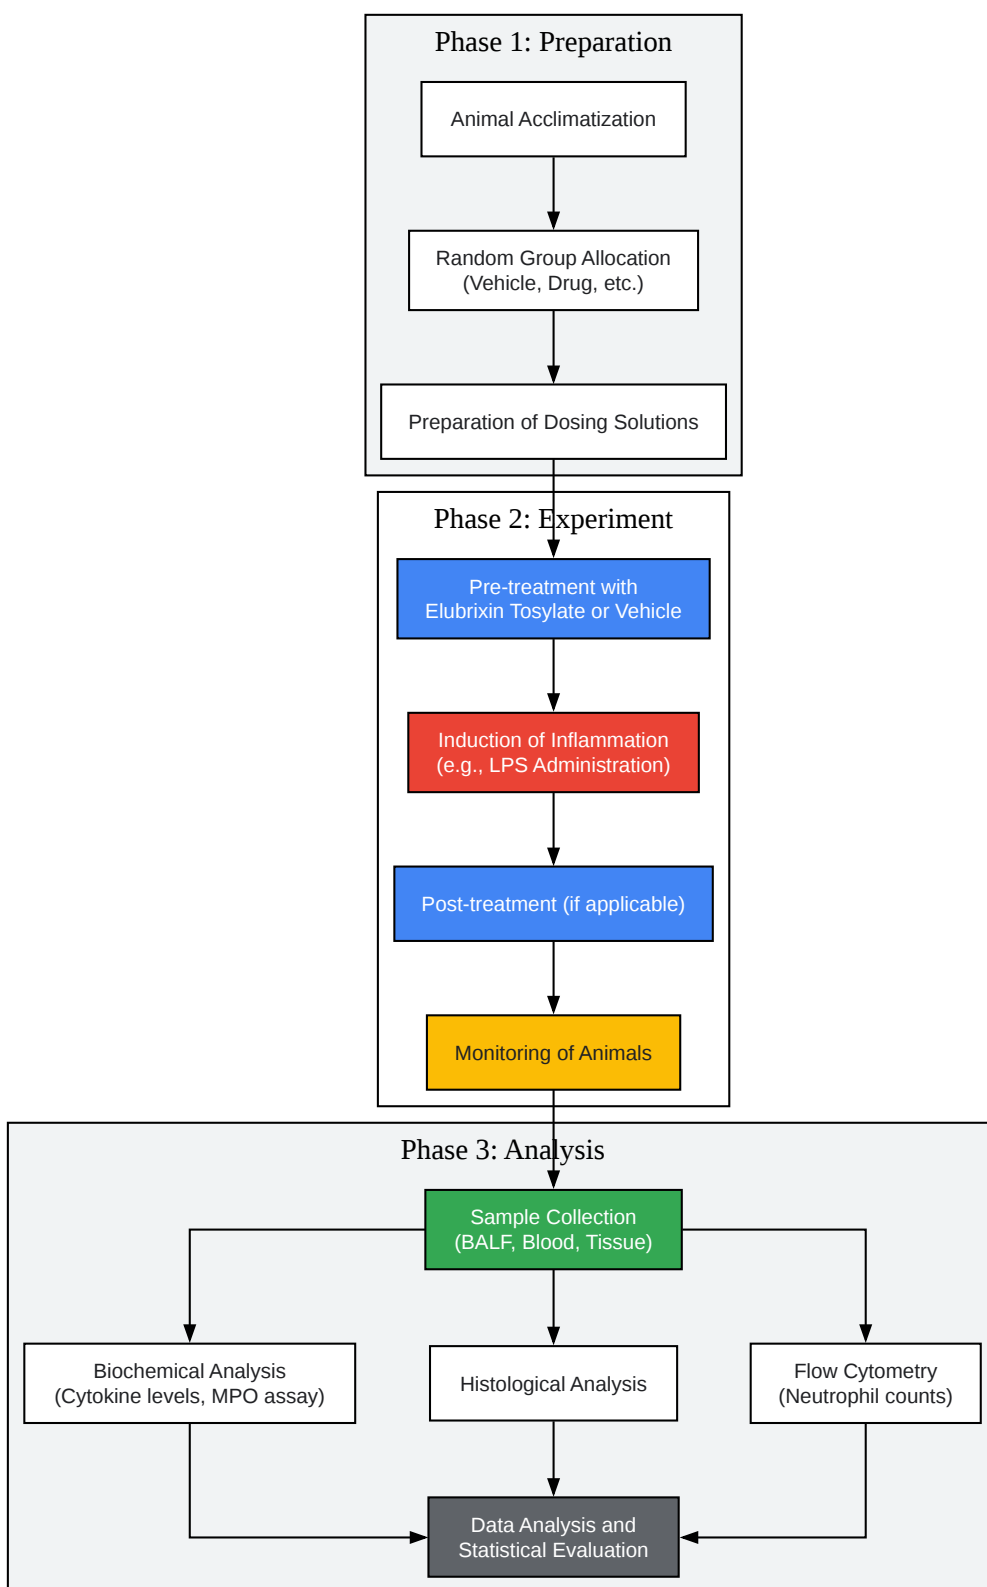 Phase 1: Preparation
Animal Acclimatization
Random Group Allocation
(Vehicle, Drug, etc.)
Preparation of Dosing Solutions
Phase 2: Experiment
Pre-treatment with
Elubrixin Tosylate or Vehicle
Induction of Inflammation
(e.g., LPS Administration)
Post-treatment (if applicable)
Monitoring of Animals
Phase 3: Analysis
Sample Collection
(BALF, Blood, Tissue)
Biochemical Analysis
(Cytokine levels, MPO assay)
Histological Analysis
Flow Cytometry
(Neutrophil counts)
Data Analysis and
Statistical Evaluation